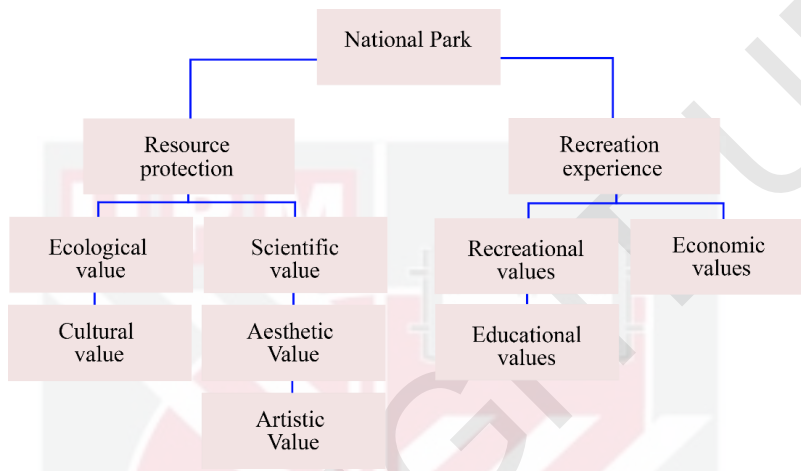 National Park
Resource
protection
Recreation
experience
Ecological
value
Scientific
value
Recreational
values
Economic
values
Cultural
value
Aesthetic
Value
Educational
values
Artistic
Value